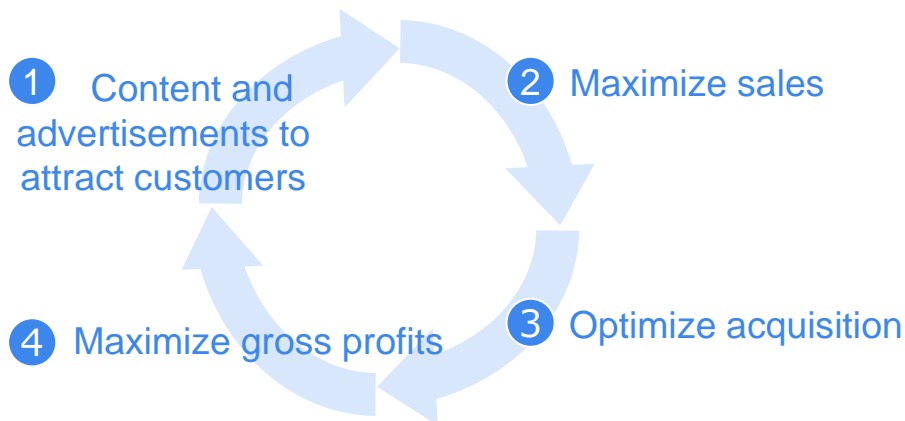 1 Content and
advertisements to
attract customers
2 Maximize sales
3 Optimize acquisition
4 Maximize gross profits